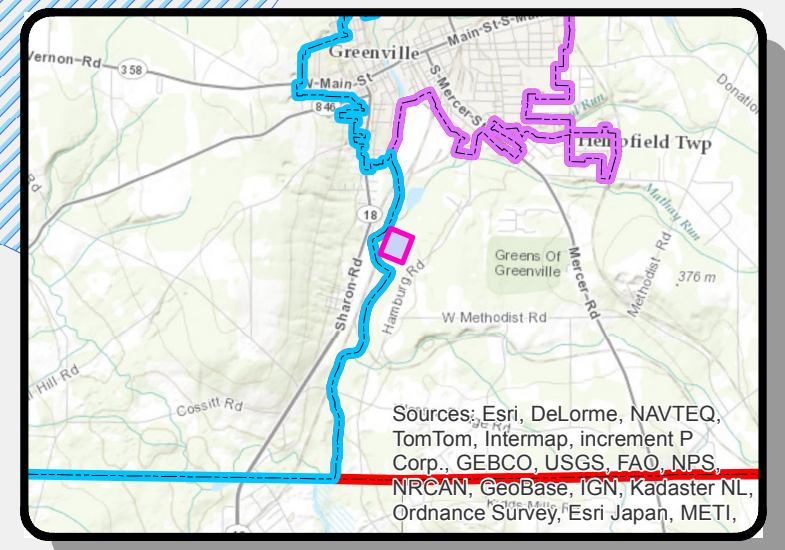 Main-St-S-Ma
Greenville
Vernon-Rd
358
W-Main-St
846
S-Mercer-St
Donatio
Run
Hempfield Twp
Rd
Mathay Run
18
Greens Of
Greenville
Methodist-Rd
376 m
Sharon-Rd
Hamburg Rd
Mercer-Rd
W Methodist Rd
Hill-Rd
Cossitt Rd
Sources: Esri, DeLorme, NAVTEQ,
TomTom, Intermap, increment P
Corp., GEBCO, USGS, FAO, NPS,
NRCAN, GeoBase, IGN, Kadaster NL,
Ordnance Survey, Esri Japan, METI,